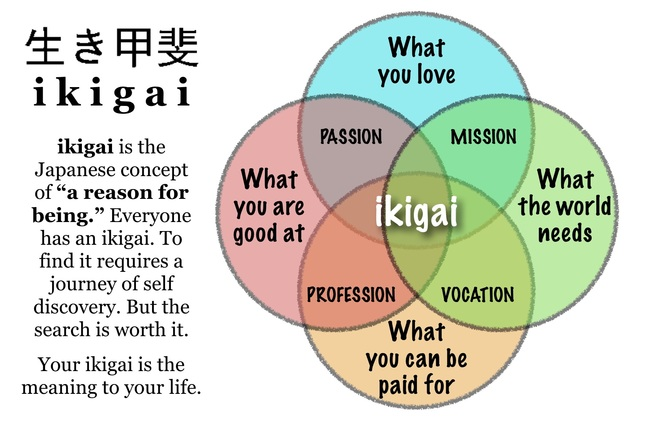 生き甲斐
ikigai
ikigai is the
Japanese concept
of “a reason for
being.” Everyone
has an ikigai. To
find it requires a
journey of self
discovery. But the
search is worth it.
Your ikigai is the
meaning to your life.
What
you love
PASSION
MISSION
What
you are
good at
ikigai
What
the world
needs
PROFESSION
VOCATION
What
you can be
paid for